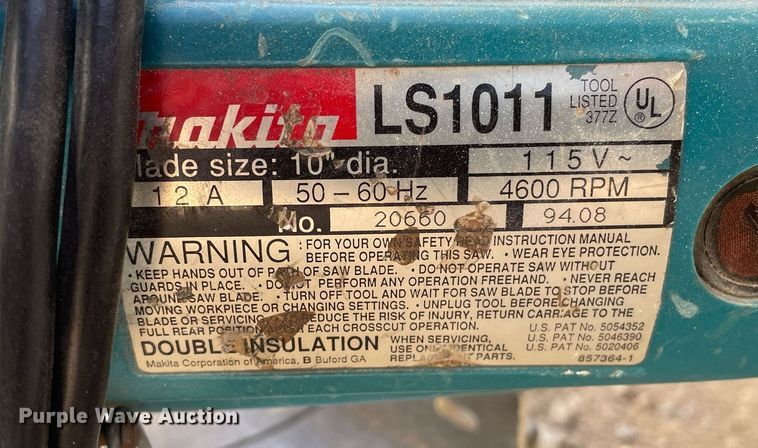 Makita LS1011 TOOL LISTED 377Z UL ®
Blade size: 10" dia. 115V~
12A 50-60 Hz 4600 RPM
No. 20660 94.08
WARNING : FOR YOUR OWN SAFETY READ INSTRUCTION MANUAL
BEFORE OPERATING THIS SAW. · WEAR EYE PROTECTION.
· KEEP HANDS OUT OF PATH OF SAW BLADE. · DO NOT OPERATE SAW WITHOUT
GUARDS IN PLACE. · DO NOT PERFORM ANY OPERATION FREEHAND. · NEVER REACH
AROUND SAW BLADE. · TURN OFF TOOL AND WAIT FOR SAW BLADE TO STOP BEFORE
MOVING WORKPIECE OR CHANGING SETTINGS. · UNPLUG TOOL BEFORE CHANGING
BLADE OR SERVICING. · TO REDUCE THE RISK OF INJURY, RETURN CARRIAGE TO THE
FULL REAR POSITION AFTER EACH CROSSCUT OPERATION.
U.S. PAT No. 5054352
DOUBLE INSULATION WHEN SERVICING, U.S. PAT No. 5046390
USE ONLY IDENTICAL U.S. PAT No. 5020406
Makita Corporation of America, B Buford GA REPLACEMENT PARTS. 857364-1
Purple Wave Auction